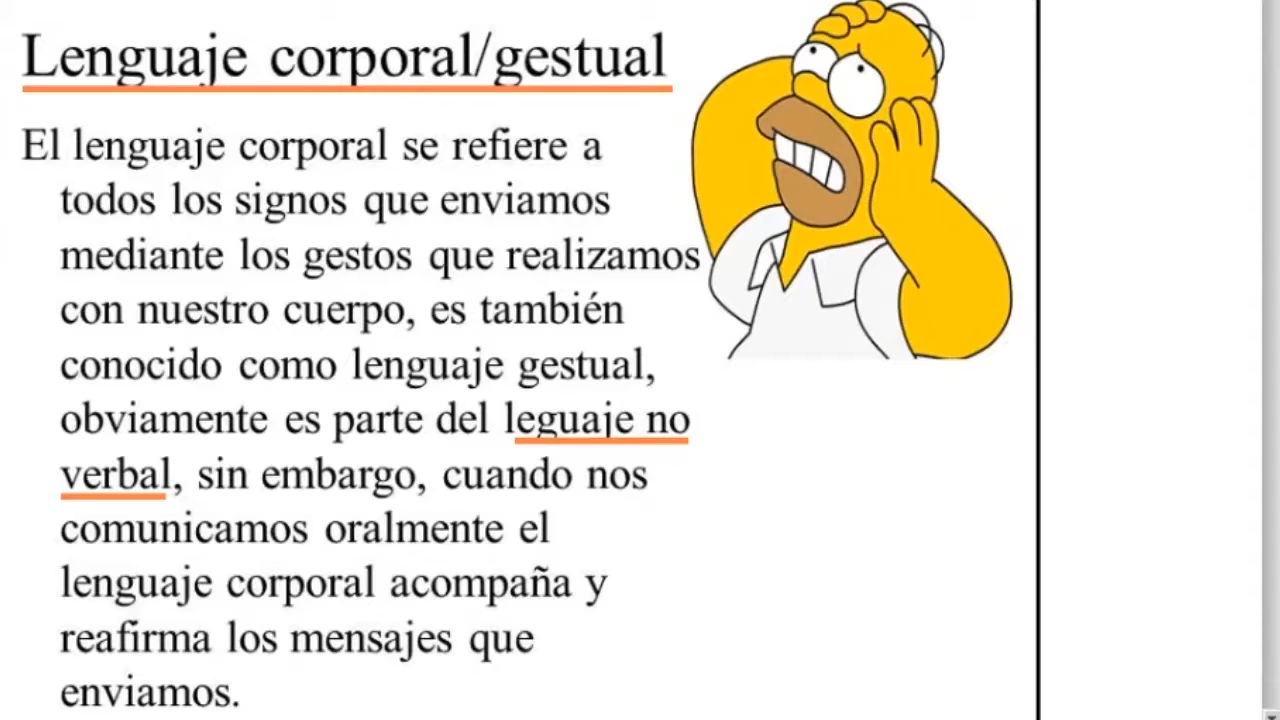 Lenguaje corporal/gestual
El lenguaje corporal se refiere a
todos los signos que enviamos
mediante los gestos que realizamos
con nuestro cuerpo, es también
conocido como lenguaje gestual,
obviamente es parte del leguaje no
verbal, sin embargo, cuando nos
comunicamos oralmente el
lenguaje corporal acompaña y
reafirma los mensajes que
enviamos.